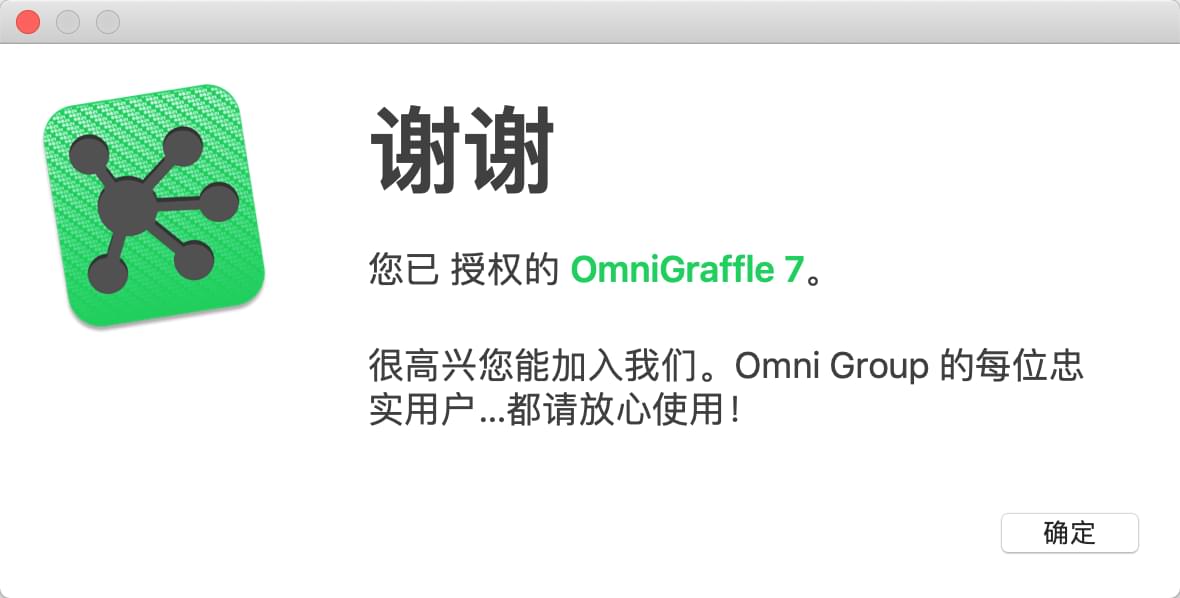 谢谢
您已 授权的 OmniGraffle 7。
很高兴您能加入我们。Omni Group 的每位忠
实用户...都请放心使用！
确定